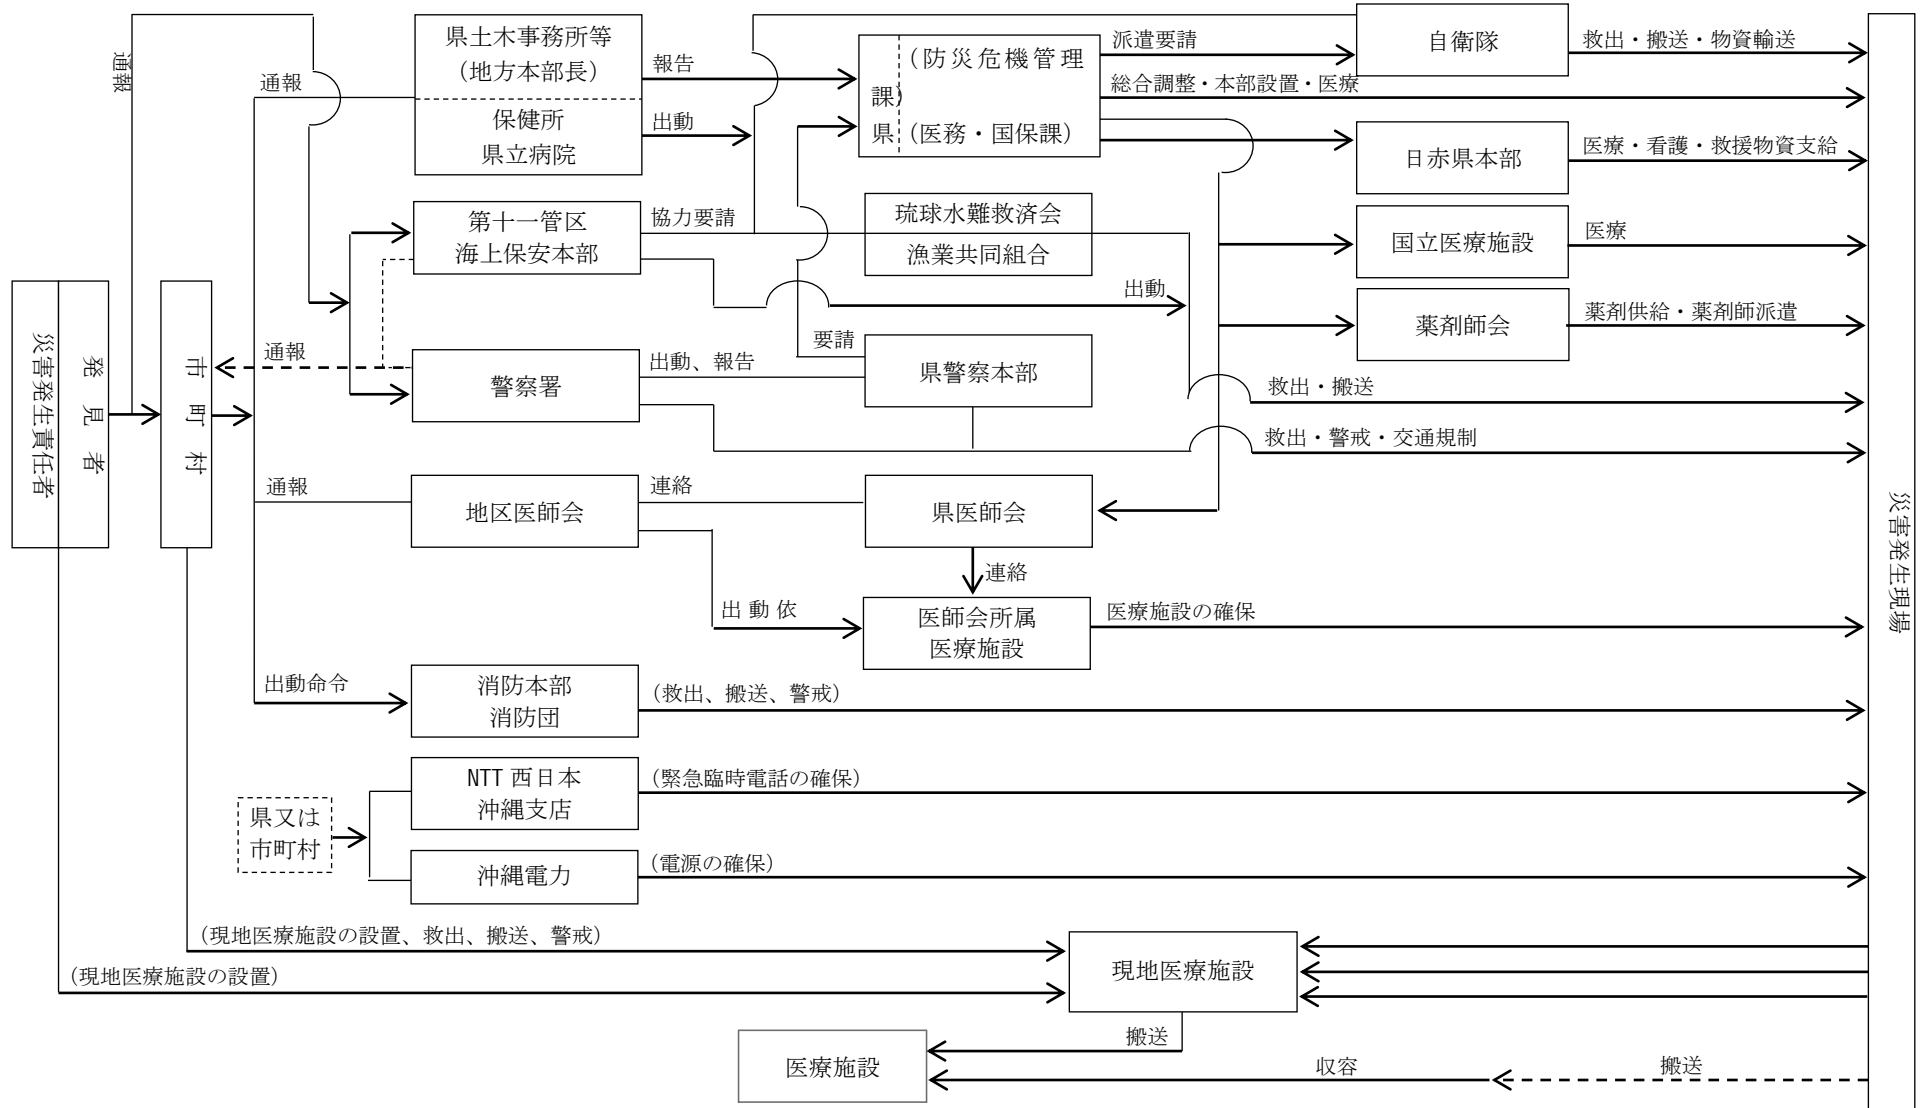 通報
県土木事務所等
（地方本部長）
保健所
県立病院
通報
報告
出動
（防災危機管理
課）
県（医務・国保課）
派遣要請
総合調整・本部設置・医療
自衛隊
救出・搬送・物資輸送
日赤県本部
医療・看護・救援物資支給
国立医療施設
医療
薬剤師会
薬剤供給・薬剤師派遣
第十一管区
海上保安本部
協力要請
琉球水難救済会
漁業共同組合
出動
災害発生責任者
発見者
市町村
通報
警察署
出動、報告
要請
県警察本部
救出・搬送
救出・警戒・交通規制
通報
地区医師会
連絡
県医師会
連絡
出動依
医師会所属
医療施設
医療施設の確保
出動命令
消防本部
消防団
（救出、搬送、警戒）
県又は
市町村
NTT 西日本
沖縄支店
（緊急臨時電話の確保）
沖縄電力
（電源の確保）
（現地医療施設の設置、救出、搬送、警戒）
（現地医療施設の設置）
現地医療施設
搬送
医療施設
収容
搬送
災害発生現場